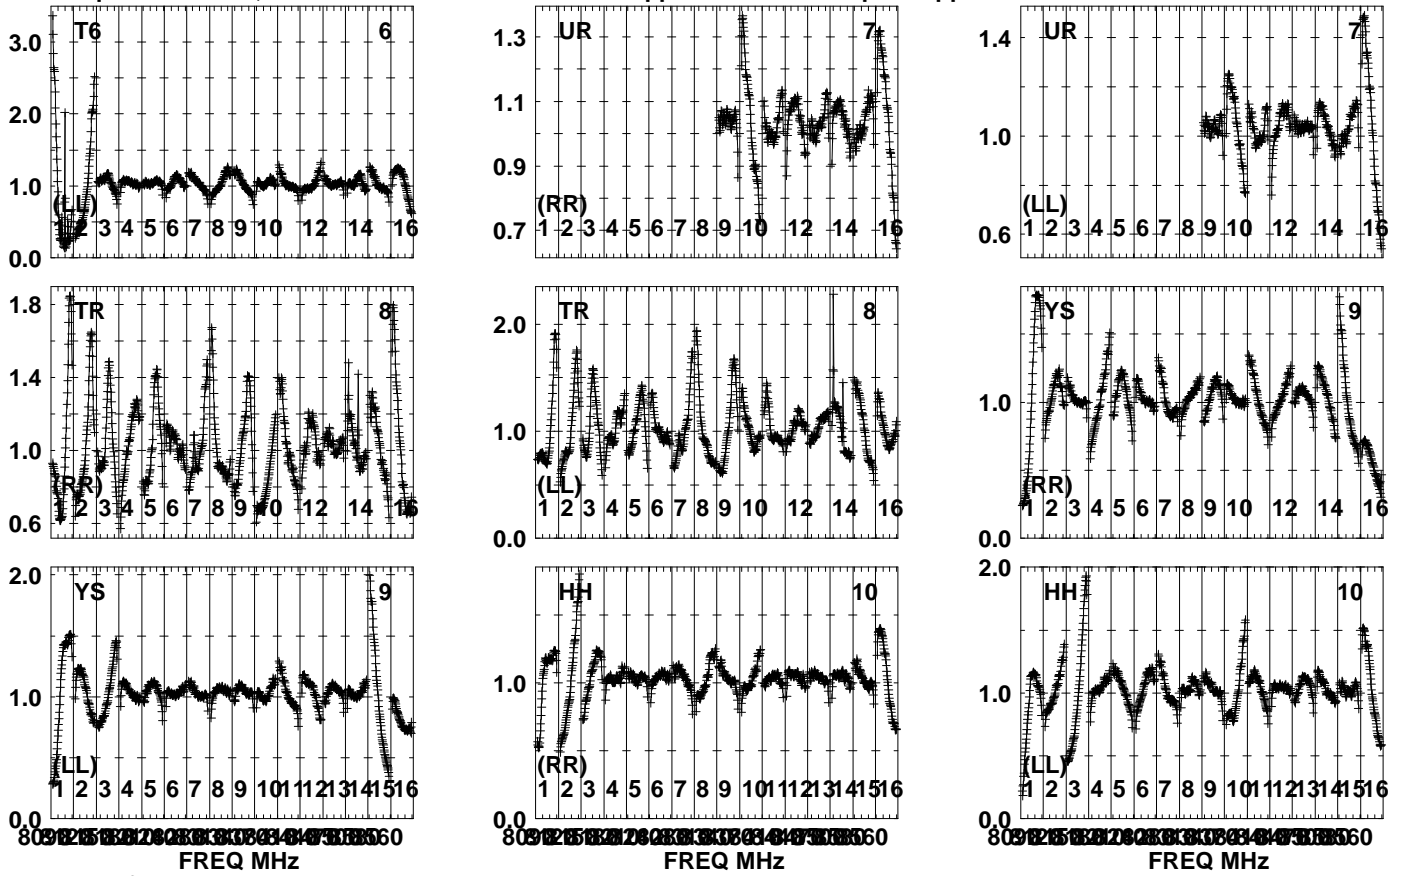 T6 6
3.0
2.0
1.0
0.0
(LL)
1 2 3 4 5 6 7 8 9 10 12 14 16
UR 7
1.3
1.1
0.9
0.7
(RR)
1 2 3 4 5 6 7 8 9 10 12 14 16
UR 7
1.4
1.0
0.6
(LL)
1 2 3 4 5 6 7 8 9 10 12 14 16
TR 8
1.8
1.4
1.0
0.6
(RR)
1 2 3 4 5 6 7 8 9 10 12 14 16
TR 8
2.0
1.0
0.0
(LL)
1 2 3 4 5 6 7 8 9 10 12 14 16
YS 9
1.0
0.0
(RR)
1 2 3 4 5 6 7 8 9 10 12 14 16
YS 9
2.0
1.0
0.0
(LL)
1 2 3 4 5 6 7 8 9 10 11 12 13 14 15 16
FREQ MHz
HH 10
1.0
0.0
(RR)
1 2 3 4 5 6 7 8 9 10 11 12 13 14 15 16
FREQ MHz
HH 10
2.0
1.0
0.0
(LL)
1 2 3 4 5 6 7 8 9 10 11 12 13 14 15 16
FREQ MHz